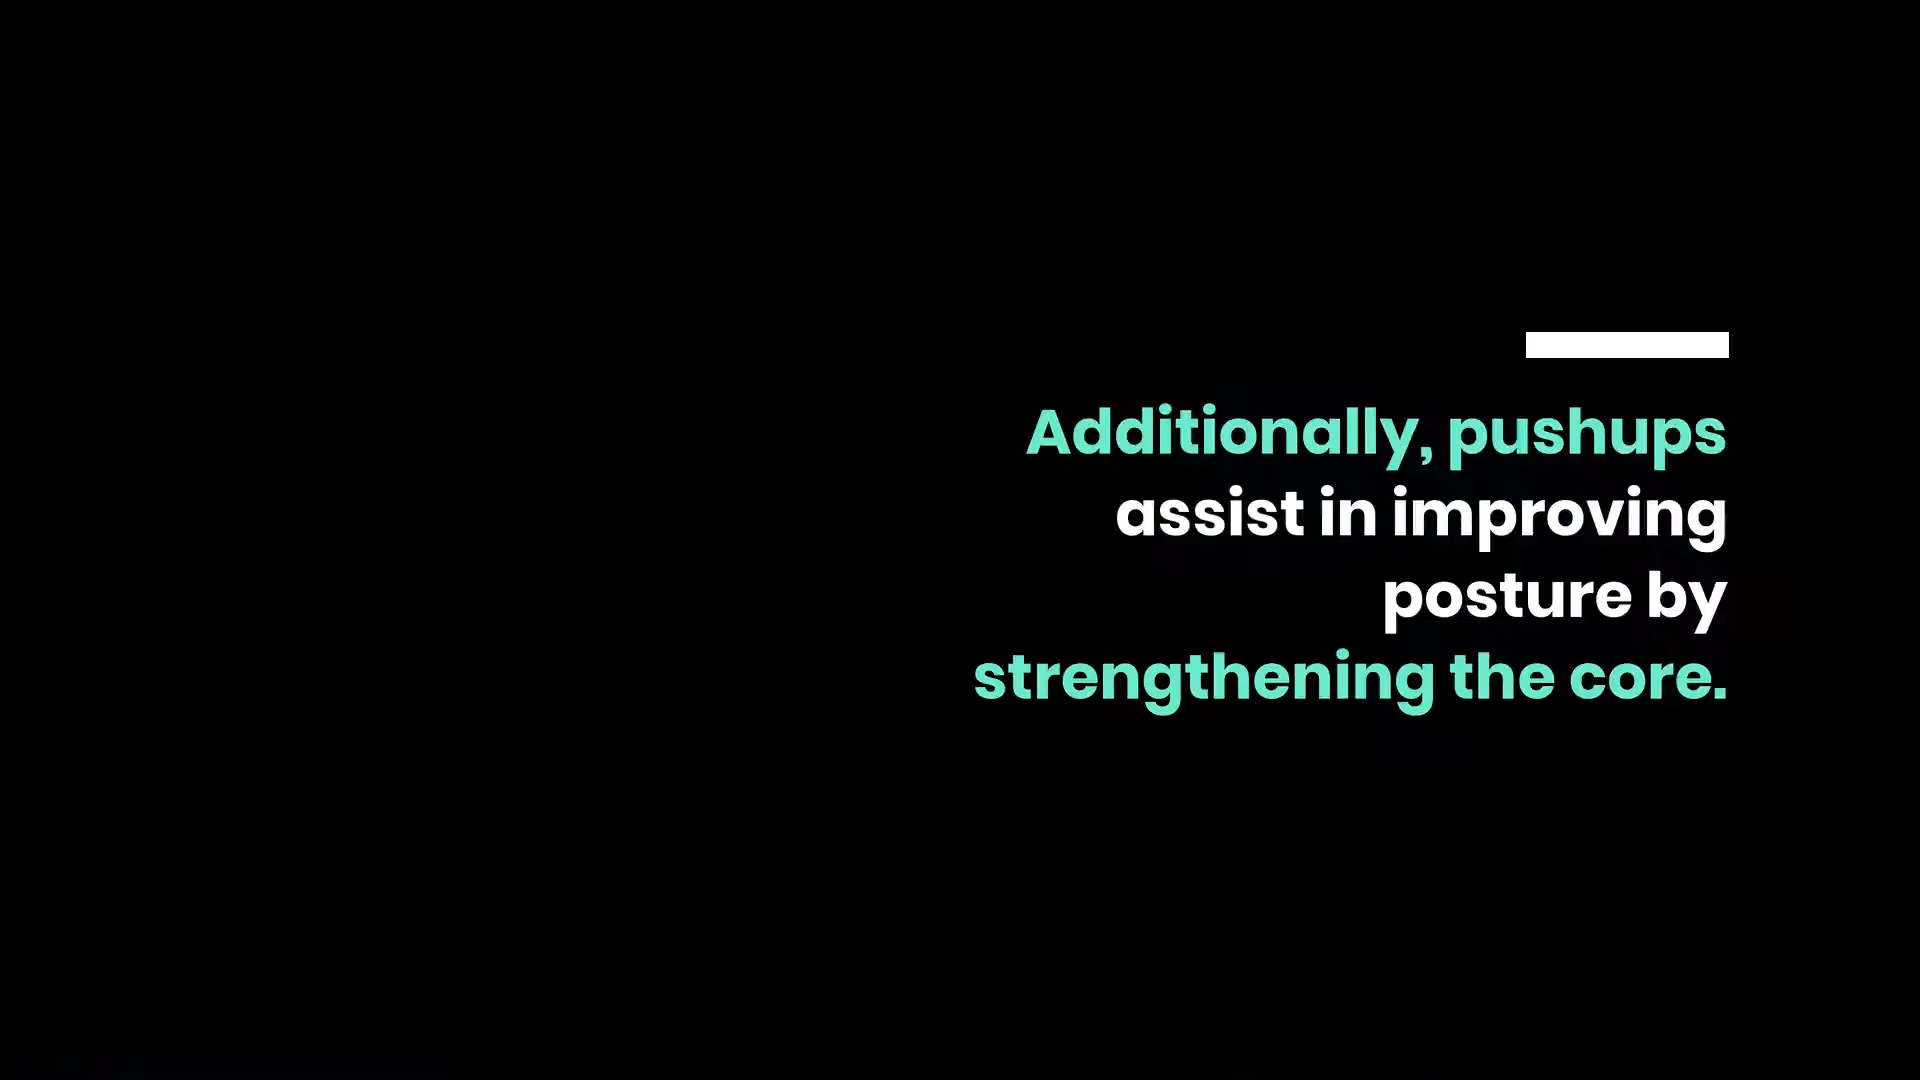 Additionally, pushups
assist in improving
posture by
strengthening the core.